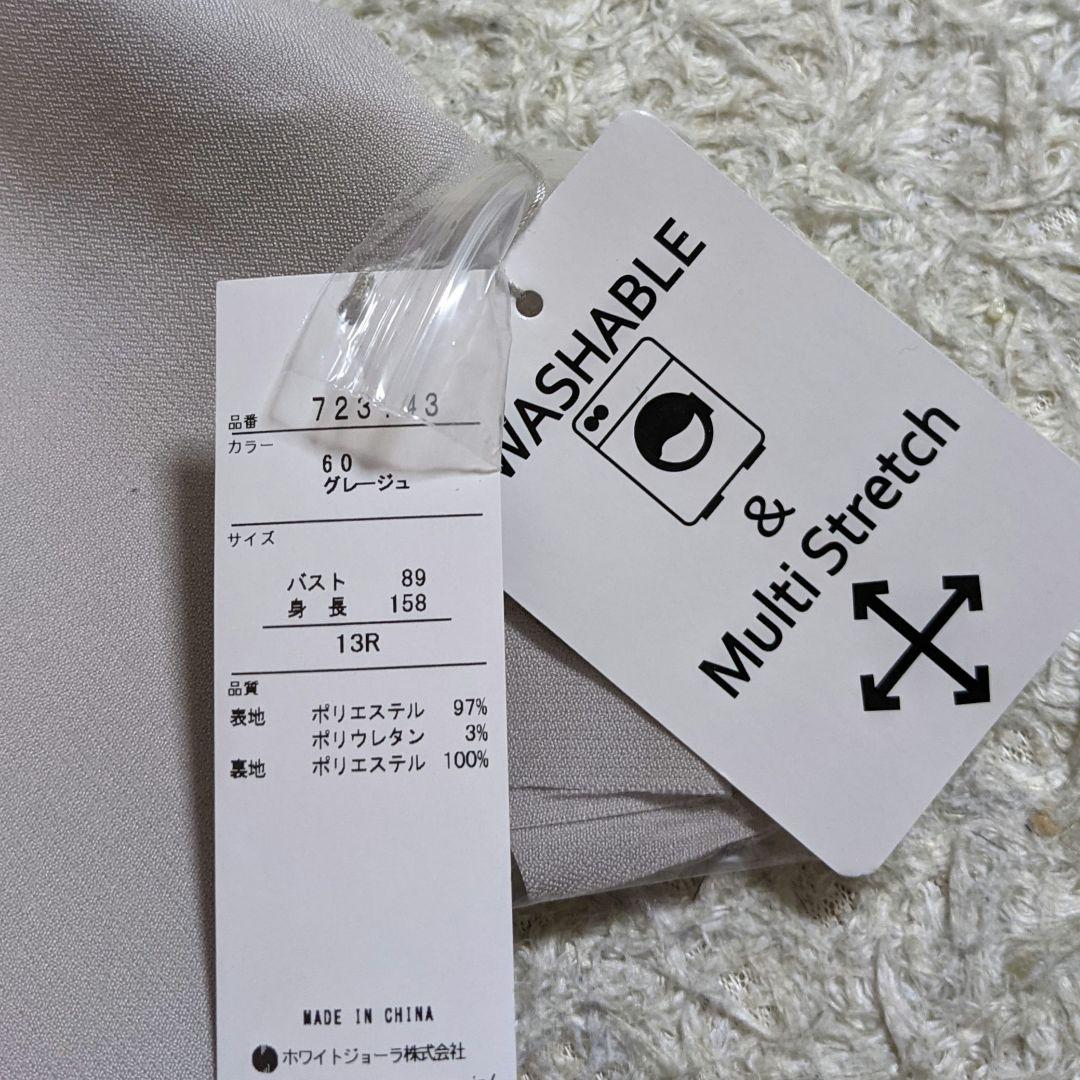 品番
カラー
60
グレージュ
サイズ
バスト 89
身 長 158
13R
品質
表地 ポリエステル 97%
ポリウレタン 3%
裏地 ポリエステル 100%
MADE IN CHINA
ホワイトジョーラ株式会社
WASHABLE
&
Multi Stretch